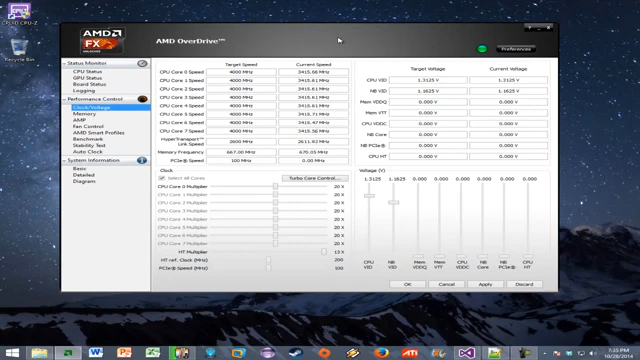 CPUID CPU-Z
Recycle Bin
AMD
FX
UNLOCKED
AMD OverDrive™
Preferences
Status Monitor
CPU Status
GPU Status
Board Status
Logging
Performance Control
Clock/Voltage
Memory
AMP
Fan Control
AMD Smart Profiles
Benchmark
Stability Test
Auto Clock
System Information
Basic
Detailed
Diagram
Target Speed Current Speed
CPU Core 0 Speed 4000 MHz 3415.66 MHz
CPU Core 1 Speed 4000 MHz 3415.61 MHz
CPU Core 2 Speed 4000 MHz 3415.61 MHz
CPU Core 3 Speed 4000 MHz 3415.61 MHz
CPU Core 4 Speed 4000 MHz 3415.61 MHz
CPU Core 5 Speed 4000 MHz 3415.71 MHz
CPU Core 6 Speed 4000 MHz 3415.47 MHz
CPU Core 7 Speed 4000 MHz 3415.56 MHz
HyperTransport™ Link Speed 2600 MHz 2611.93 MHz
Memory Frequency 667.00 MHz 670.05 MHz
PCIe® Speed 100 MHz 0.00 MHz
Target Voltage Current Voltage
CPU VID 1.3125 V 1.3125 V
NB VID 1.1625 V 1.1625 V
Mem VDDQ 0.000 V 0.000 V
Mem VTT 0.000 V 0.000 V
CPU VDDC 0.000 V 0.000 V
NB Core 0.000 V 0.000 V
NB PCIe® 0.000 V 0.000 V
CPU HT 0.000 V 0.000 V
Clock
Select All Cores
Turbo Core Control...
CPU Core 0 Multiplier 20 X
CPU Core 1 Multiplier 20 X
CPU Core 2 Multiplier 20 X
CPU Core 3 Multiplier 20 X
CPU Core 4 Multiplier 20 X
CPU Core 5 Multiplier 20 X
CPU Core 6 Multiplier 20 X
CPU Core 7 Multiplier 20 X
HT Multiplier 13 X
HT ref. Clock (MHz) 200
PCIe® Speed (MHz) 100
Voltage (V)
1.3125 1.1625 0.000 0.000 0.000 0.000 0.000 0.000
CPU VID NB VID Mem VDDQ Mem VTT CPU VDDC NB Core NB PCIe® CPU HT
OK Cancel Apply Discard
ATI
7:25 PM
10/28/2014